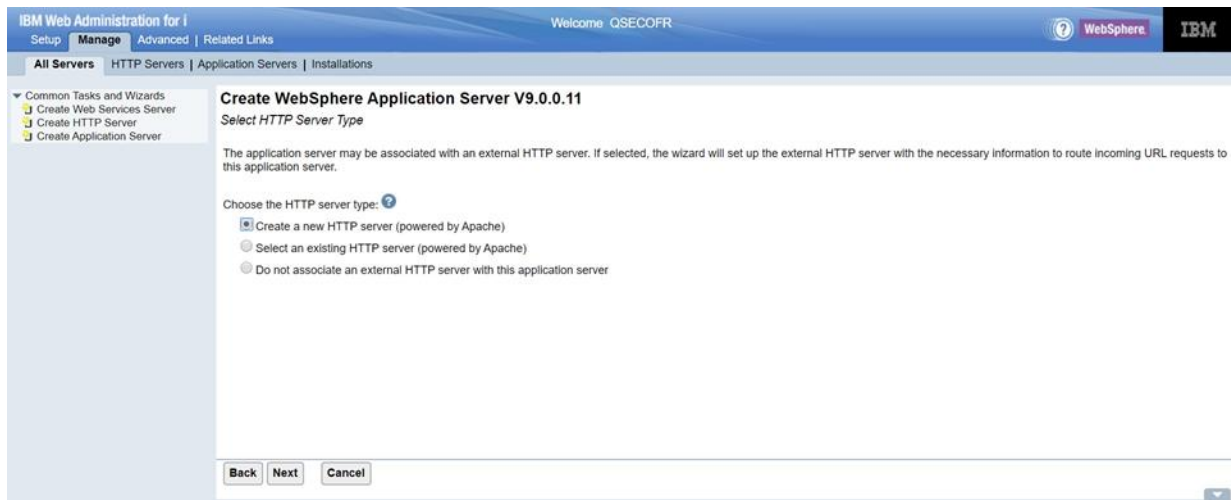 IBM Web Administration for i
Welcome QSECOFR
? WebSphere. IBM
Setup Manage Advanced | Related Links
All Servers HTTP Servers | Application Servers | Installations
Common Tasks and Wizards
Create Web Services Server
Create HTTP Server
Create Application Server
Create WebSphere Application Server V9.0.0.11
Select HTTP Server Type
The application server may be associated with an external HTTP server. If selected, the wizard will set up the external HTTP server with the necessary information to route incoming URL requests to
this application server.
Choose the HTTP server type: ?
Create a new HTTP server (powered by Apache)
Select an existing HTTP server (powered by Apache)
Do not associate an external HTTP server with this application server
Back Next Cancel